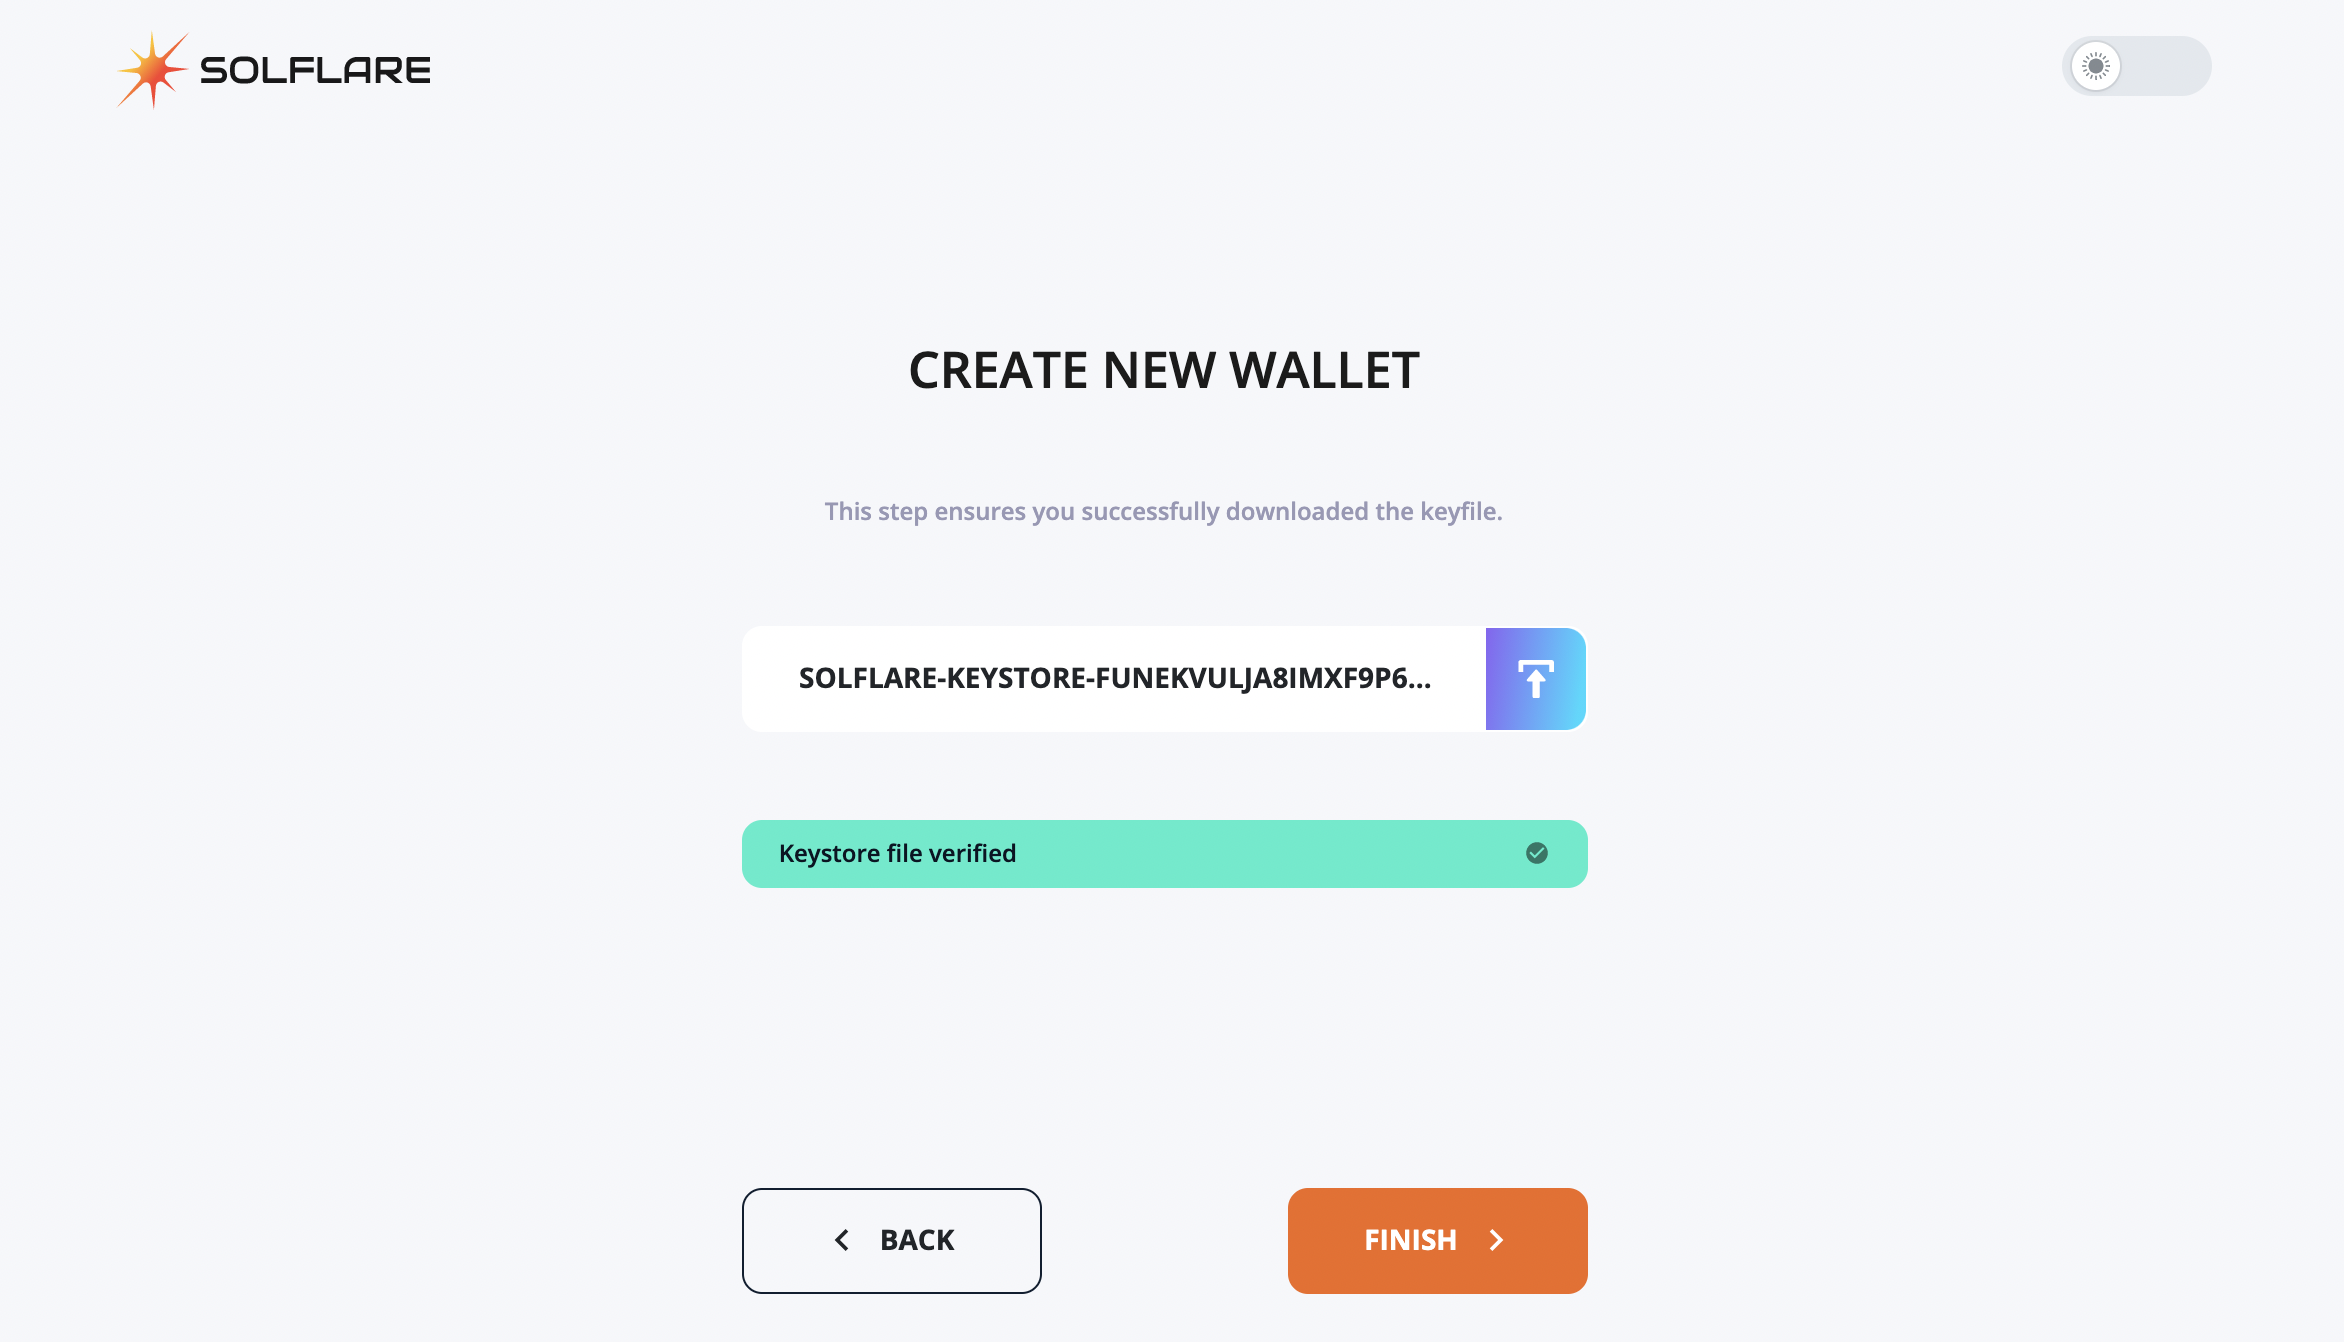 SOLFLARE
CREATE NEW WALLET
This step ensures you successfully downloaded the keyfile.
SOLFLARE-KEYSTORE-FUNEKVULJA8IMXF9P6...
Keystore file verified
BACK
FINISH